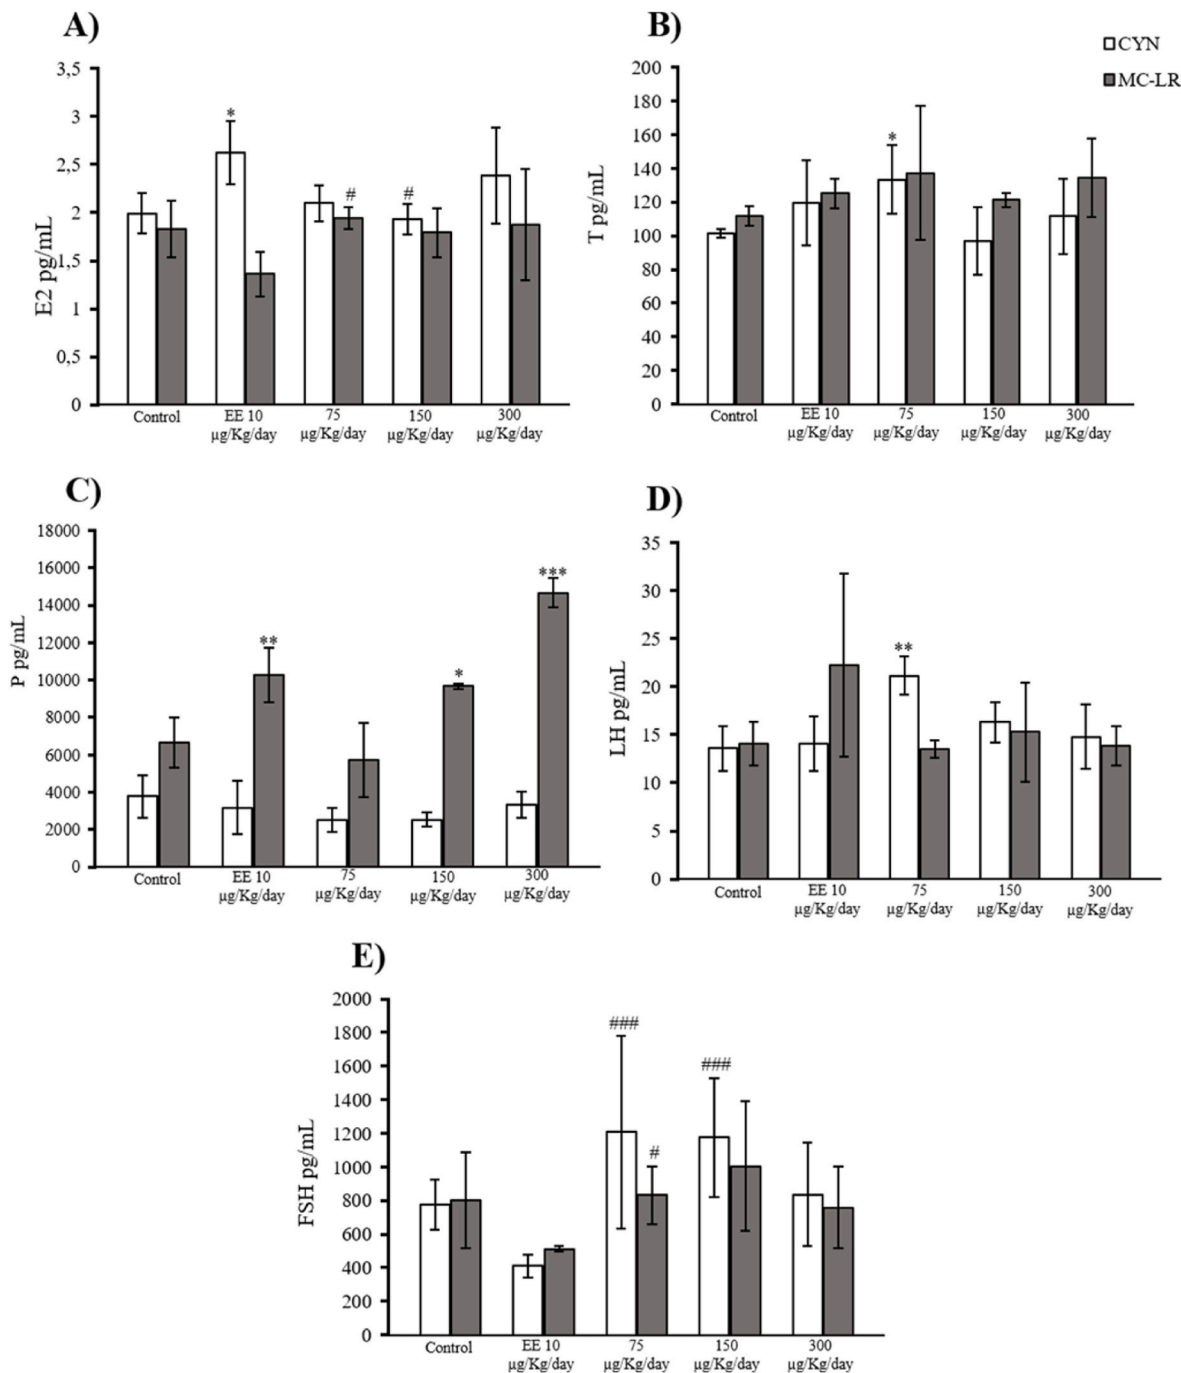 A)
B)
CYN
MC-LR
E2 pg/mL
3,5
3
2,5
2
1,5
1
0,5
0
*
#
#
Control
EE 10
µg/Kg/day
75
µg/Kg/day
150
µg/Kg/day
300
µg/Kg/day
T pg/mL
200
180
160
140
120
100
80
60
40
20
0
*
Control
EE 10
µg/Kg/day
75
µg/Kg/day
150
µg/Kg/day
300
µg/Kg/day
C)
P pg/mL
18000
16000
14000
12000
10000
8000
6000
4000
2000
0
**
*
***
Control
EE 10
µg/Kg/day
75
µg/Kg/day
150
µg/Kg/day
300
µg/Kg/day
D)
LH pg/mL
35
30
25
20
15
10
5
0
**
Control
EE 10
µg/Kg/day
75
µg/Kg/day
150
µg/Kg/day
300
µg/Kg/day
E)
FSH pg/mL
2000
1800
1600
1400
1200
1000
800
600
400
200
0
###
#
###
Control
EE 10
µg/Kg/day
75
µg/Kg/day
150
µg/Kg/day
300
µg/Kg/day